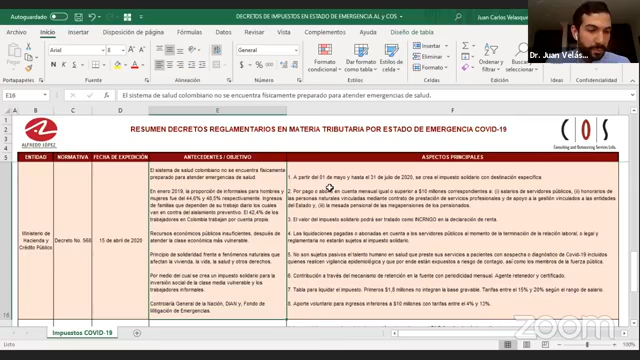 Autoguardado
DECRETOS DE IMPUESTOS EN ESTADO DE EMERGENCIA AL y COS
Juan Carlos Velasque
Dr. Juan Velás...
Archivo Inicio
Ayuda
Diseño de tabla
Pegar
Arial
8
General
Formato condicional
Dar formato como tabla
Estilos de celda
Insertar
Eliminar
Formato
Portapapeles
Fuente
Alineación
Número
Estilos
Celdas
Edición
Ideas
Confidencialidad
E16
El sistema de salud colombiano no se encuentra físicamente preparado para atender emergencias de salud.
A B C D E F
1
2
3
4
5
16
ALFREDO LÓPEZ
RESUMEN DECRETOS REGLAMENTARIOS EN MATERIA TRIBUTARIA POR ESTADO DE EMERGENCIA COVID-19
COS
Consulting and Outsourcing Services Ltda.
ENTIDAD NORMATIVA FECHA DE EXPEDICIÓN ANTECEDENTES / OBJETIVO ASPECTOS PRINCIPALES
Ministerio de Hacienda y Crédito Público
Decreto No. 568
15 de abril de 2020
El sistema de salud colombiano no se encuentra físicamente
preparado para atender emergencias de salud.
En enero 2019, la proporción de informales para hombres y
mujeres fue del 44,6% y 46,5% respectivamente. Ingresos
que dependen de su trabajo diario los cuales
van en contra del aislamiento preventivo. El 42,4% de los
trabajadores en Colombia trabajan por cuenta propia.
Recursos económicos públicos insuficientes, después de
atender la clase económica más vulnerable.
Principio de solidaridad frente a fenómenos naturales que
afectan la vivienda, la vida, la salud y otros derechos.
Por medio del cual se crea un impuesto solidario para la
inversión social de la clase media vulnerable y los
trabajadores informales.
Contraloría General de la Nación, DIAN y, Fondo de
Mitigación de Emergencias.
1. A partir del 01 de mayo y hasta el 31 de julio de 2020, se crea el impuesto solidario con destinación específica.
2. Por pago o abono en cuenta mensual igual o superior a $10 millones correspondientes a: (i) salarios de servidores públicos, (ii) honorarios
de las personas naturales vinculadas mediante contrato de prestación de servicios profesionales y de apoyo a la gestión vinculados a las entidades
del Estado y, (iii) la mesada pensional de las megapensiones de los pensionados.
3. El valor del impuesto solidario podrá ser tratado como INCRNGO en la declaración de renta.
4. Las liquidaciones pagadas o abonadas en cuenta a los servidores públicos al momento de la terminación de la relación laboral, o legal y
reglamentaria no estarán sujetos al impuesto solidario.
5. No son sujetos pasivos el talento humano en salud que preste sus servicios a pacientes con sospecha o diagnóstico de COVID incluidos
quienes realicen vigilancia epidemiológica y que por ende están expuestos a riesgo de contagio, así como los miembros de la fuerza pública.
6. Contribución a través del mecanismo de retención en la fuente con periodicidad mensual. Agente retenedor y certificado.
7. Tabla para liquidar el impuesto. Primeros $1,8 millones no integran la base gravable. Tarifas entre el 15% y 20% según el rango de salario.
8. Aporte voluntario para ingresos inferiores a $10 millones con tarifas entre el 4% y 12%.
Impuestos COVID-19
Listo
100%
zoom